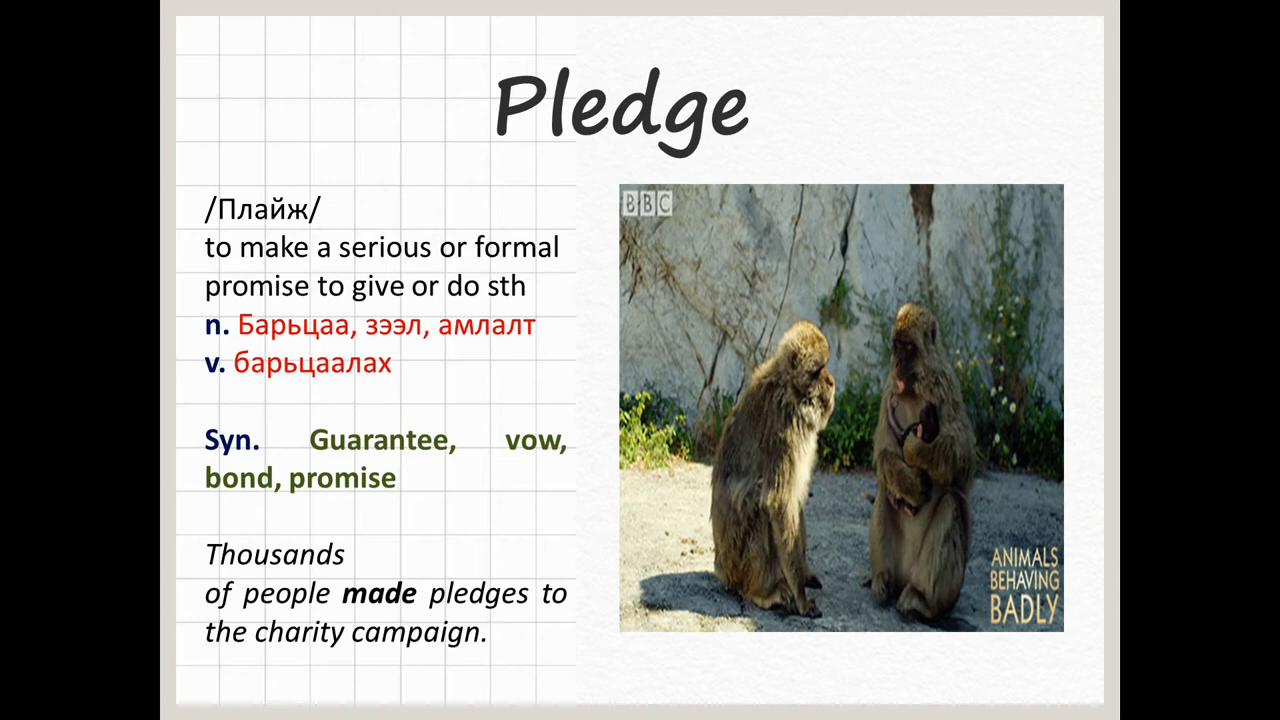 Pledge
/Плайж/
to make a serious or formal
promise to give or do sth
n. Барьцаа, зээл, амлалт
v. барьцаалах
Syn. Guarantee, vow,
bond, promise
Thousands
of people made pledges to
the charity campaign.
BBC
ANIMALS
BEHAVING
BADLY